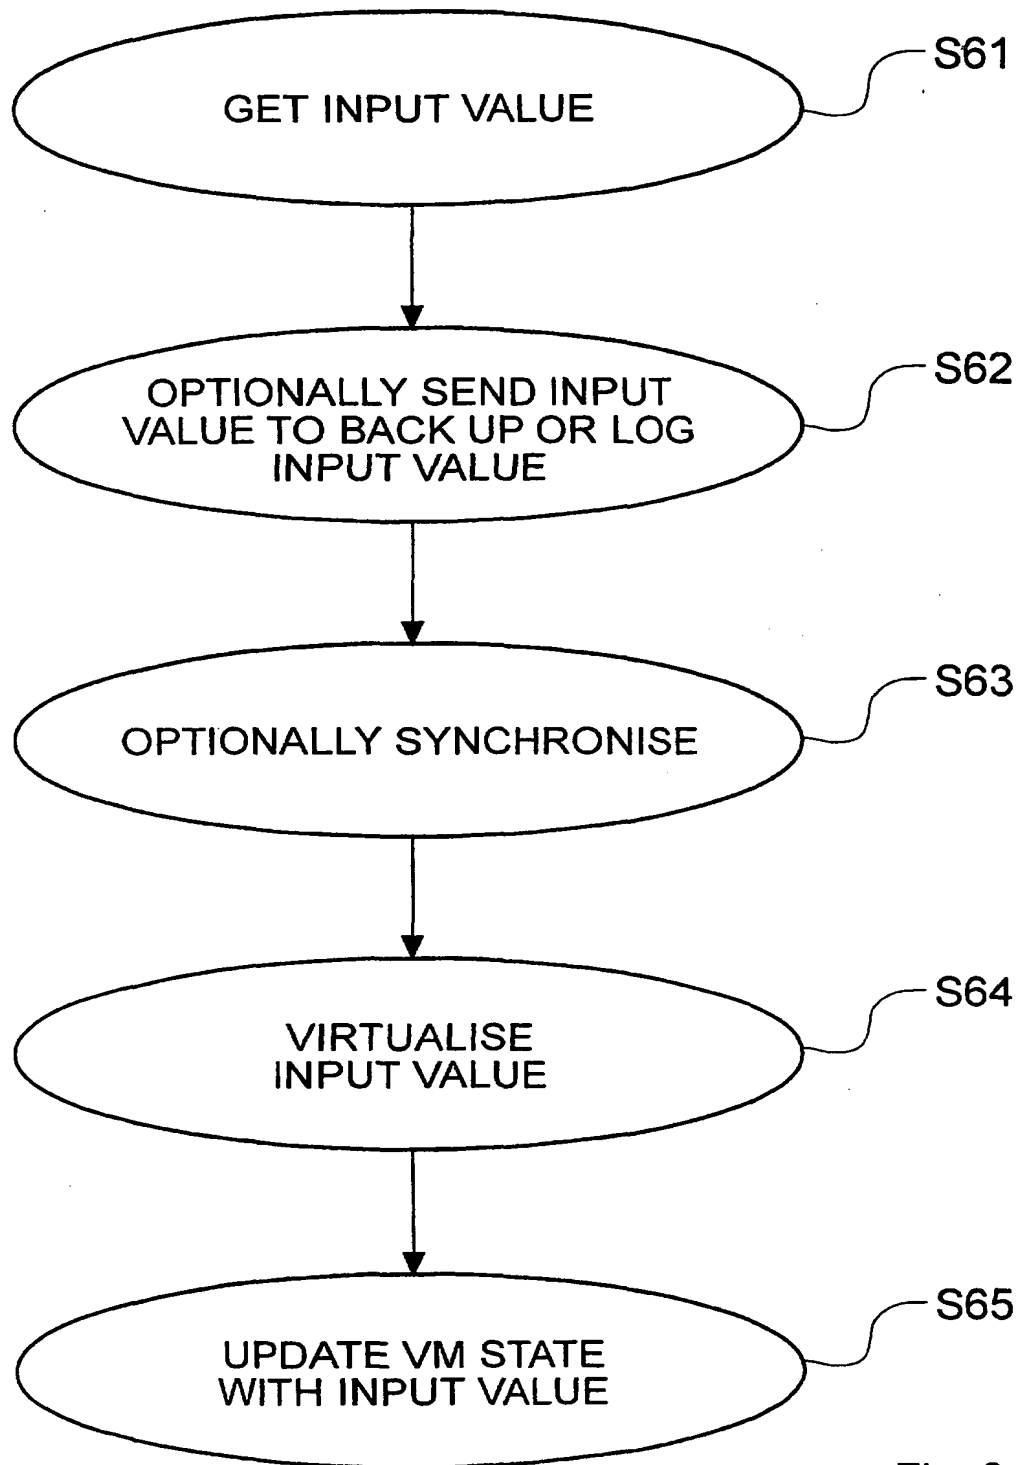 GET INPUT VALUE
S61
OPTIONALLY SEND INPUT
VALUE TO BACK UP OR LOG
INPUT VALUE
S62
OPTIONALLY SYNCHRONISE
S63
VIRTUALISE
INPUT VALUE
S64
UPDATE VM STATE
WITH INPUT VALUE
S65